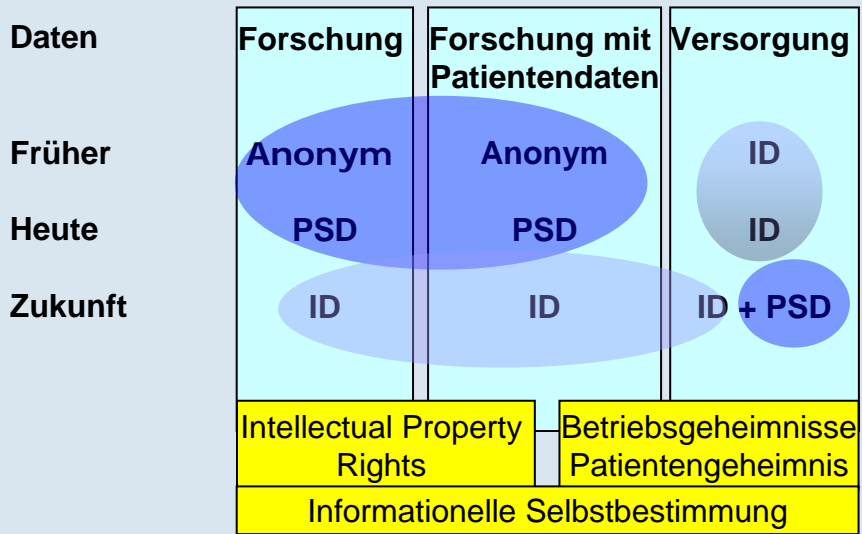 Daten Forschung Forschung mit Versorgung
Patientendaten
Früher Anonym Anonym ID
Heute PSD PSD ID
Zukunft ID ID ID + PSD
Intellectual Property Betriebsgeheimnisse
Rights Patientengeheimnis
Informationelle Selbstbestimmung